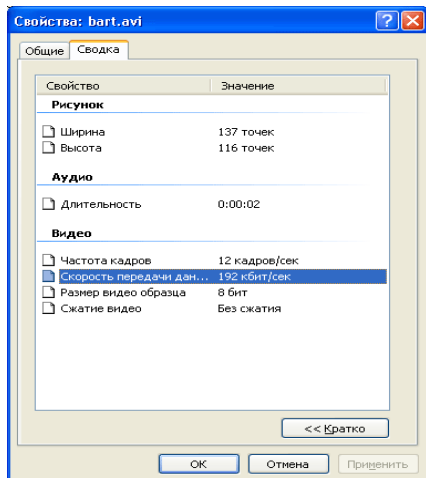 Свойства: bart.avi
Общие Сводка
Свойство Значение
Рисунок
Ширина 137 точек
Высота 116 точек
Аудио
Длительность 0:00:02
Видео
Частота кадров 12 кадров/сек
Скорость передачи дан... 192 кбит/сек
Размер видео образца 8 бит
Сжатие видео Без сжатия
<< Кратко
OK Отмена Применить